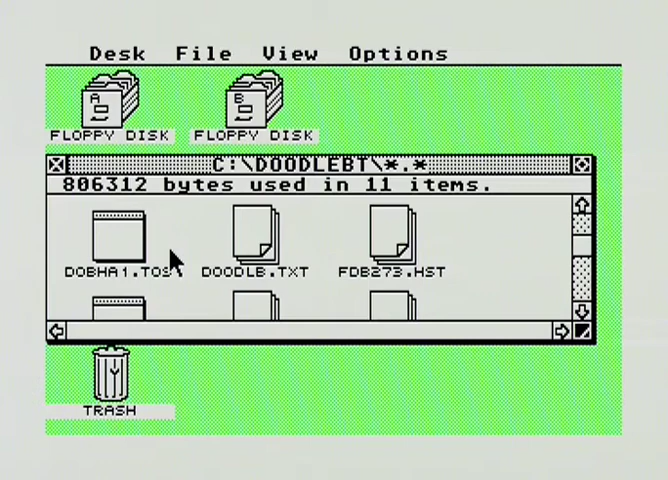 Desk File View Options
A B
FLOPPY DISK FLOPPY DISK
C:\DOODLEBT\*.*
806312 bytes used in 11 items.
DOBHA1.TOS DOODLB.TXT FDB273.HST
TRASH